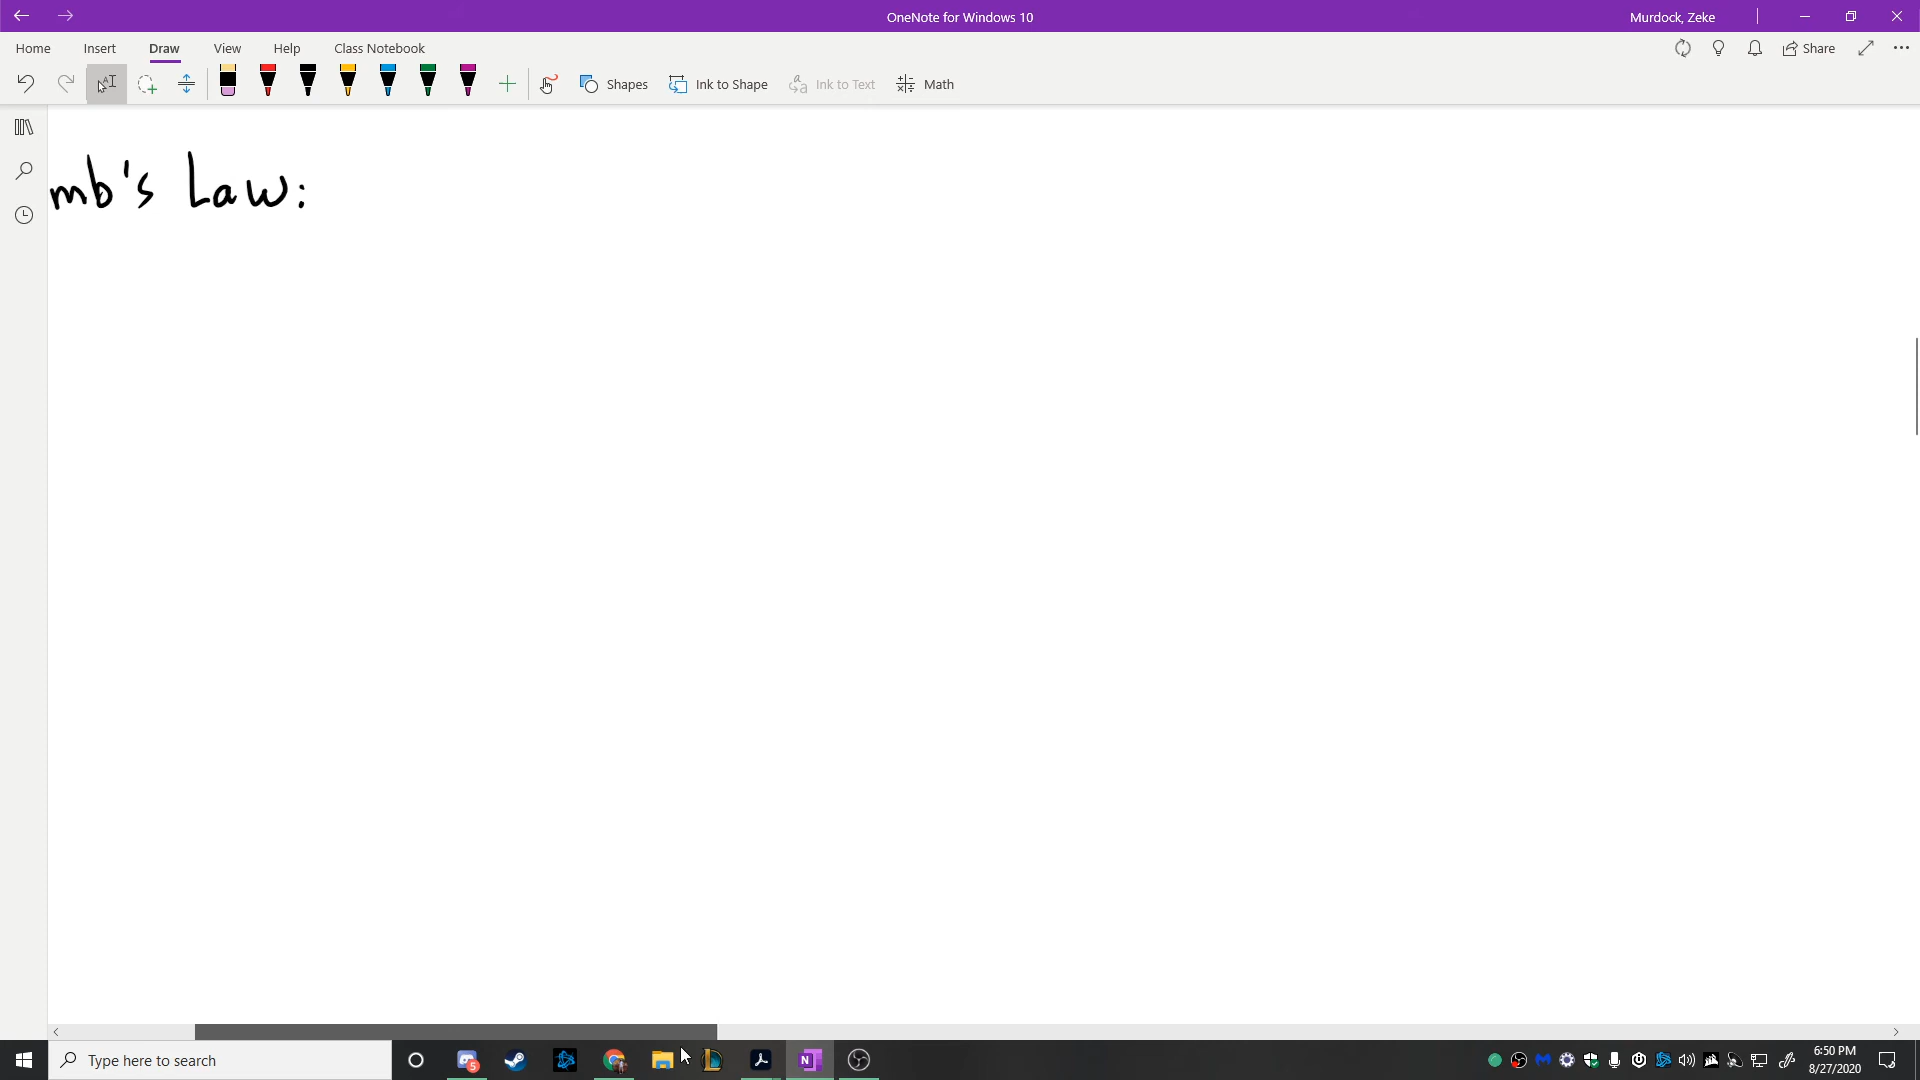 OneNote for Windows 10
Murdock, Zeke
Home Insert Draw View Help Class Notebook
Share
Shapes Ink to Shape Ink to Text Math
mb's Law:
Type here to search
5
N
6:50 PM
8/27/2020